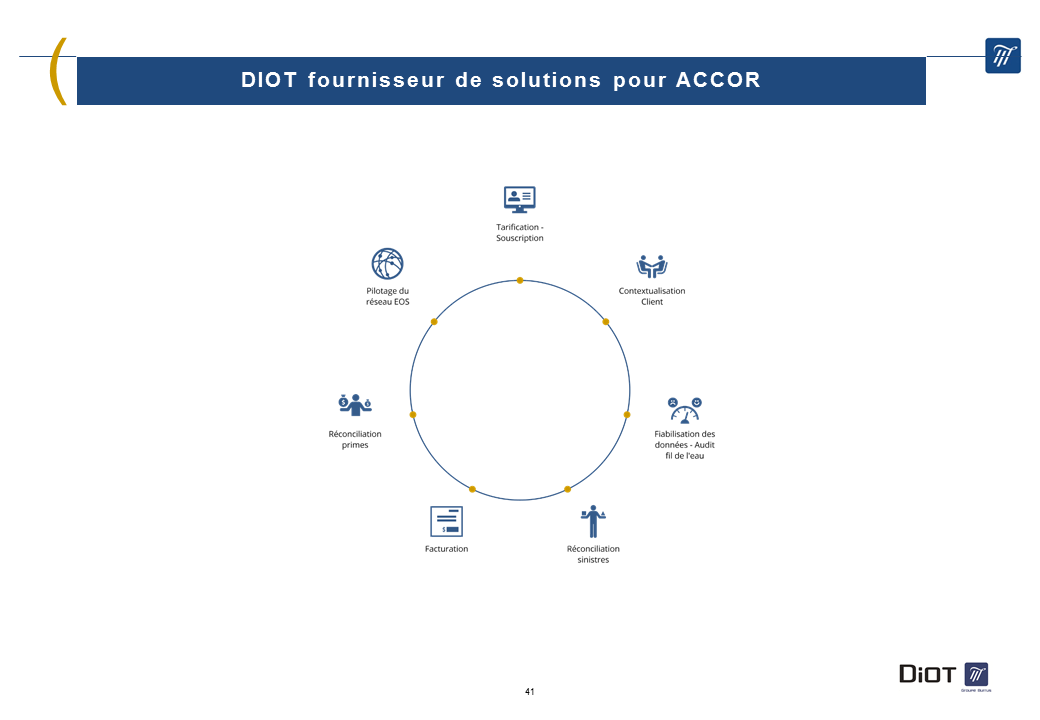 DIOT fournisseur de solutions pour ACCOR
Tarification -
Souscription
Contextualisation
Client
Fiabilisation des
données - Audit
fil de l'eau
Réconciliation
sinistres
Facturation
Réconciliation
primes
Pilotage du
réseau EOS
DiOT
Groupe Burrus
41